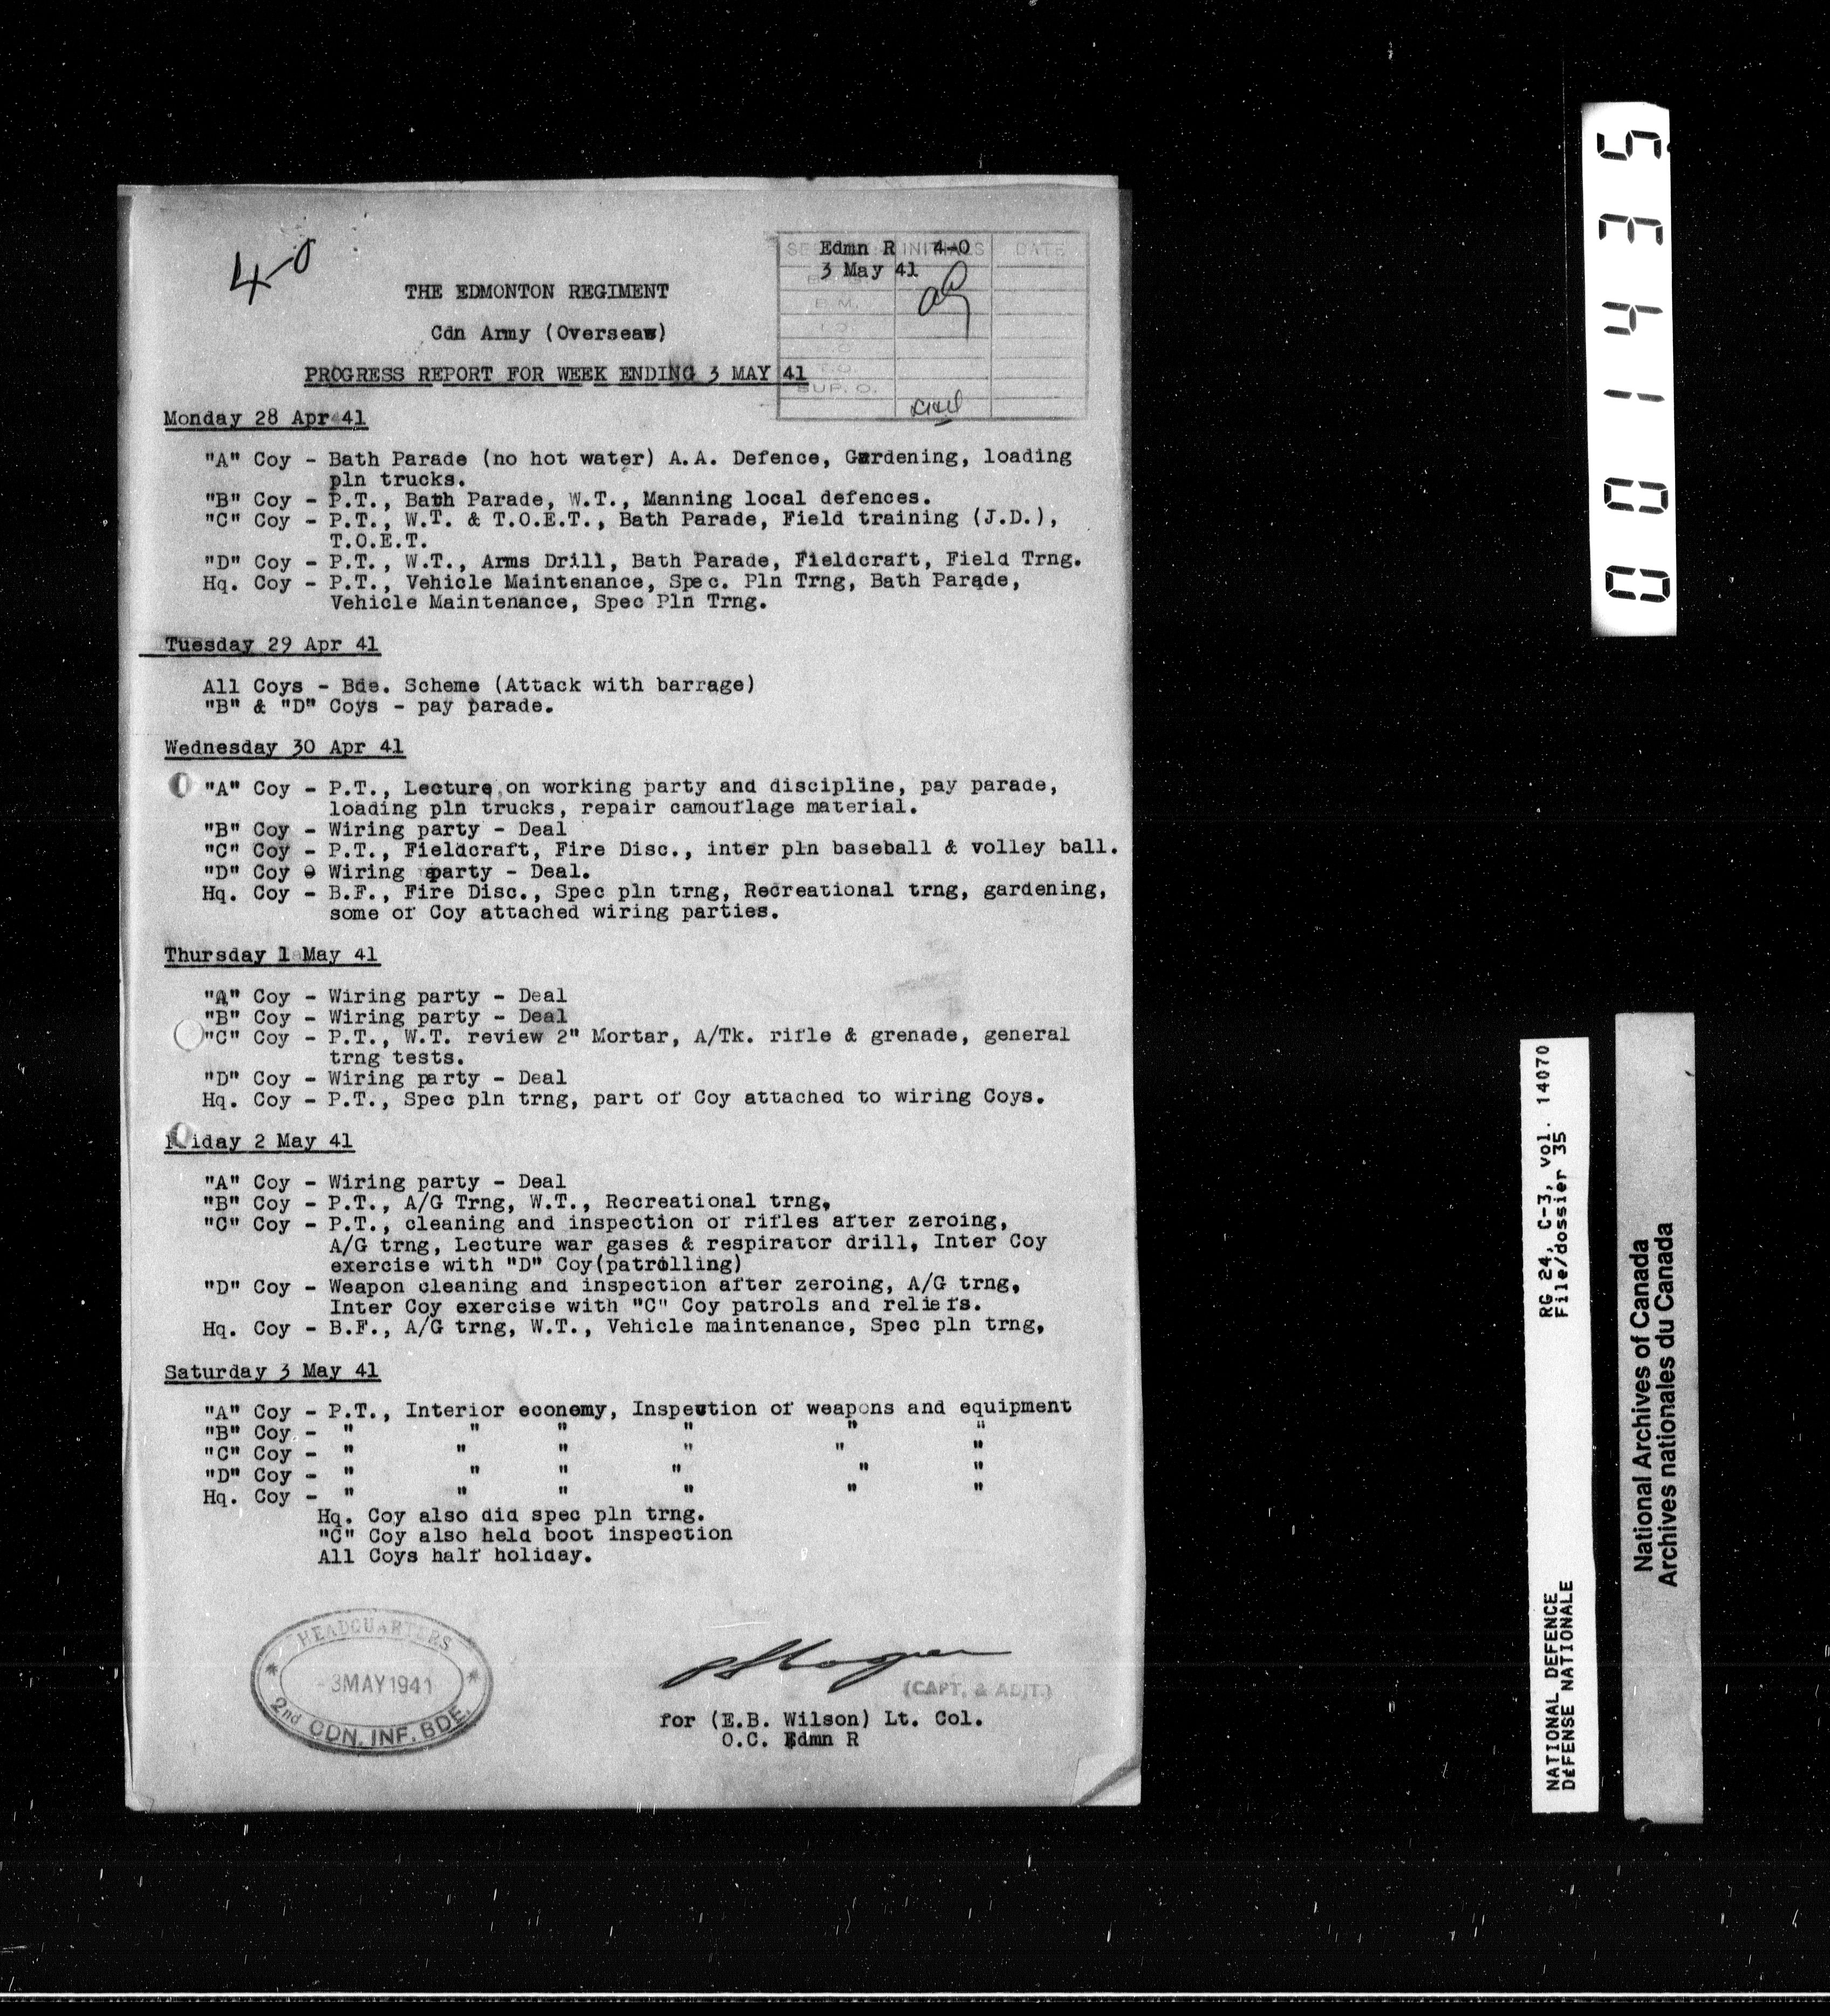 4-0
Edmn R 4-0
3 May 41
SE INITIALS DATE
B.M.
SUP. O.
THE EDMONTON REGIMENT
Cdn Army (Overseas)
PROGRESS REPORT FOR WEEK ENDING 3 MAY 41
Monday 28 Apr 41
"A" Coy - Bath Parade (no hot water) A.A. Defence, Gardening, loading
pln trucks.
"B" Coy - P.T., Bath Parade, W.T., Manning local defences.
"C" Coy - P.T., W.T. & T.O.E.T., Bath Parade, Field training (J.D.),
T.O.E.T.
"D" Coy - P.T., W.T., Arms Drill, Bath Parade, Fieldcraft, Field Trng.
Hq. Coy - P.T., Vehicle Maintenance, Spec. Pln Trng, Bath Parade,
Vehicle Maintenance, Spec Pln Trng.
Tuesday 29 Apr 41
All Coys - Bde. Scheme (Attack with barrage)
"B" & "D" Coys - pay parade.
Wednesday 30 Apr 41
"A" Coy - P.T., Lecture on working party and discipline, pay parade,
loading pln trucks, repair camouflage material.
"B" Coy - Wiring party - Deal
"C" Coy - P.T., Fieldcraft, Fire Disc., inter pln baseball & volley ball.
"D" Coy - Wiring party - Deal.
Hq. Coy - B.F., Fire Disc., Spec pln trng, Recreational trng, gardening,
some of Coy attached wiring parties.
Thursday 1 May 41
"A" Coy - Wiring party - Deal
"B" Coy - Wiring party - Deal
"C" Coy - P.T., W.T. review 2" Mortar, A/Tk. rifle & grenade, general
trng tests.
"D" Coy - Wiring party - Deal
Hq. Coy - P.T., Spec pln trng, part of Coy attached to wiring Coys.
Friday 2 May 41
"A" Coy - Wiring party - Deal
"B" Coy - P.T., A/G Trng, W.T., Recreational trng,
"C" Coy - P.T., cleaning and inspection of rifles after zeroing,
A/G trng, Lecture war gases & respirator drill, Inter Coy
exercise with "D" Coy(patrolling)
"D" Coy - Weapon cleaning and inspection after zeroing, A/G trng,
Inter Coy exercise with "C" Coy patrols and reliefs.
Hq. Coy - B.F., A/G trng, W.T., Vehicle maintenance, Spec pln trng,
Saturday 3 May 41
"A" Coy - P.T., Interior economy, Inspection of weapons and equipment
"B" Coy - " " " " " "
"C" Coy - " " " " " "
"D" Coy - " " " " " "
Hq. Coy - " " " " " "
Hq. Coy also did spec pln trng.
"C" Coy also held boot inspection
All Coys half holiday.
HEADQUARTERS
3 MAY 1941
2nd CDN. INF. BDE.
(CAPT. & ADJT.)
for (E.B. Wilson) Lt. Col.
O.C. Edmn R
001435
RG 24, C-3, vol. 14070
File/dossier 35
NATIONAL DEFENCE
DÉFENSE NATIONALE
National Archives of Canada
Archives nationales du Canada